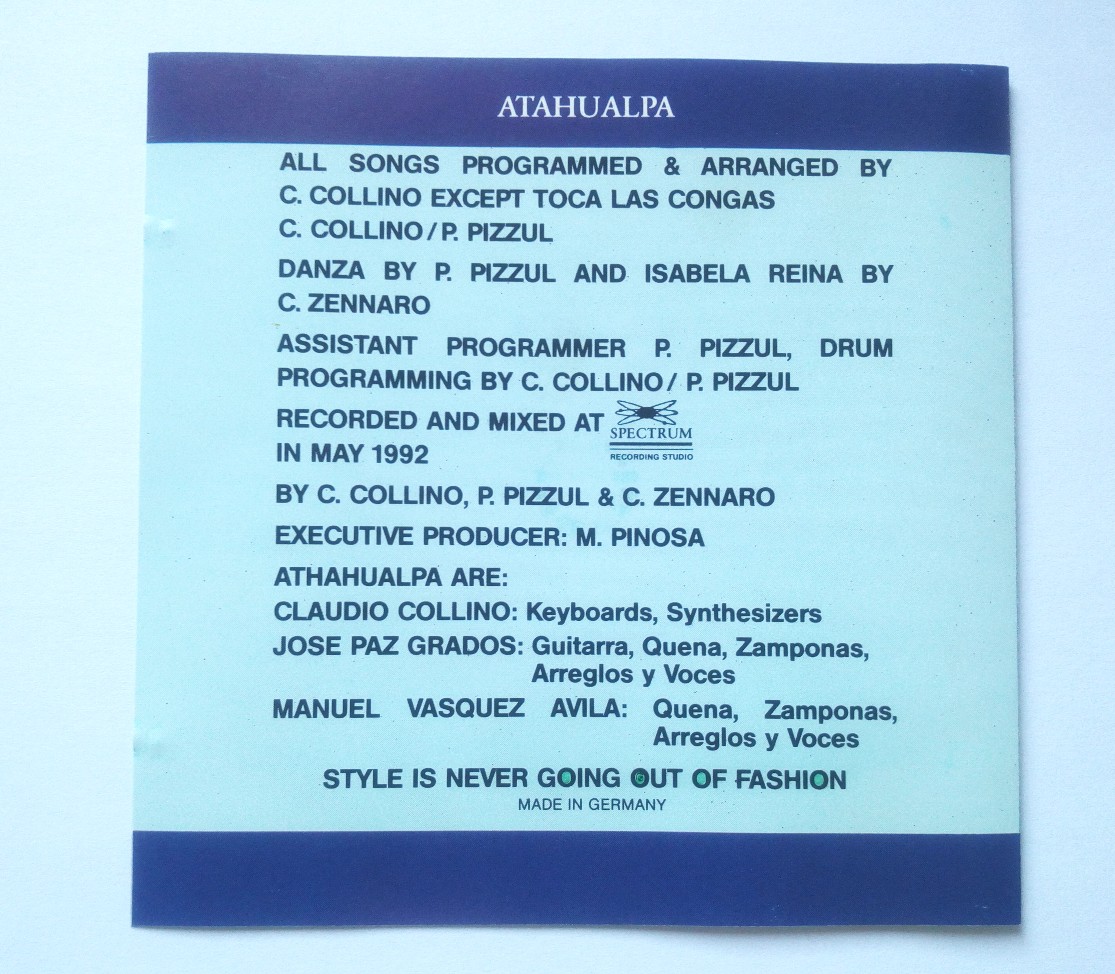 ATAHUALPA
ALL SONGS PROGRAMMED & ARRANGED BY
C. COLLINO EXCEPT TOCA LAS CONGAS
C. COLLINO / P. PIZZUL
DANZA BY P. PIZZUL AND ISABELA REINA BY
C. ZENNARO
ASSISTANT PROGRAMMER P. PIZZUL, DRUM
PROGRAMMING BY C. COLLINO / P. PIZZUL
RECORDED AND MIXED AT
SPECTRUM
RECORDING STUDIO
IN MAY 1992
BY C. COLLINO, P. PIZZUL & C. ZENNARO
EXECUTIVE PRODUCER: M. PINOSA
ATHAHUALPA ARE:
CLAUDIO COLLINO: Keyboards, Synthesizers
JOSE PAZ GRADOS: Guitarra, Quena, Zamponas,
Arreglos y Voces
MANUEL VASQUEZ AVILA: Quena, Zamponas,
Arreglos y Voces
STYLE IS NEVER GOING OUT OF FASHION
MADE IN GERMANY